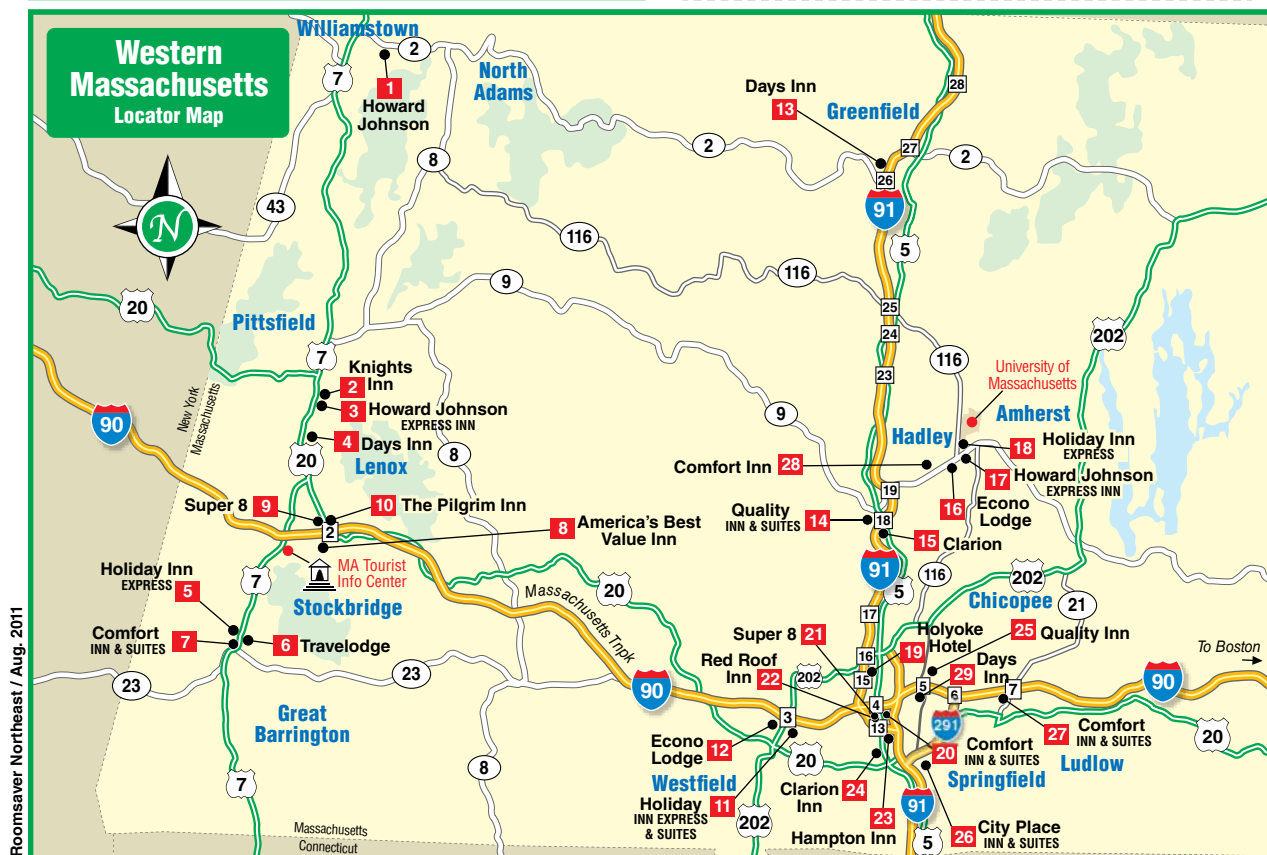 Western
Massachusetts
Locator Map
N
Williamstown
2
7
1
Howard
Johnson
North
Adams
8
2
43
116
116
9
Days Inn
13
Greenfield
28
27
26
2
91
5
20
Pittsfield
7
Knights
Inn
2
3
Howard Johnson
EXPRESS INN
4
Days Inn
Lenox
20
8
9
New York
Massachusetts
90
Super 8
9
10
The Pilgrim Inn
2
8
America's Best
Value Inn
MA Tourist
Info Center
Stockbridge
7
Holiday Inn
EXPRESS
5
Comfort
INN & SUITES
7
6
Travelodge
23
23
Great
Barrington
7
8
Massachusetts
Connecticut
Massachusetts Tnpk
20
90
25
24
23
116
202
University of
Massachusetts
Amherst
Hadley
18
Holiday Inn
EXPRESS
17
Howard Johnson
EXPRESS INN
Comfort Inn
28
16
Econo
Lodge
19
Quality
INN & SUITES
14
18
15
Clarion
91
5
116
202
Chicopee
21
17
Super 8
21
16
Holyoke
Hotel
19
25
Quality Inn
Red Roof
Inn
22
202
15
5
29
Days
Inn
6
7
To Boston
90
3
4
13
291
Econo
Lodge
12
20
Comfort
INN & SUITES
27
Comfort
INN & SUITES
Ludlow
20
Westfield
Holiday
INN EXPRESS
& SUITES
11
20
Clarion
Inn
24
Springfield
202
23
Hampton Inn
91
5
26
City Place
INN & SUITES
Roomsaver Northeast / Aug. 2011